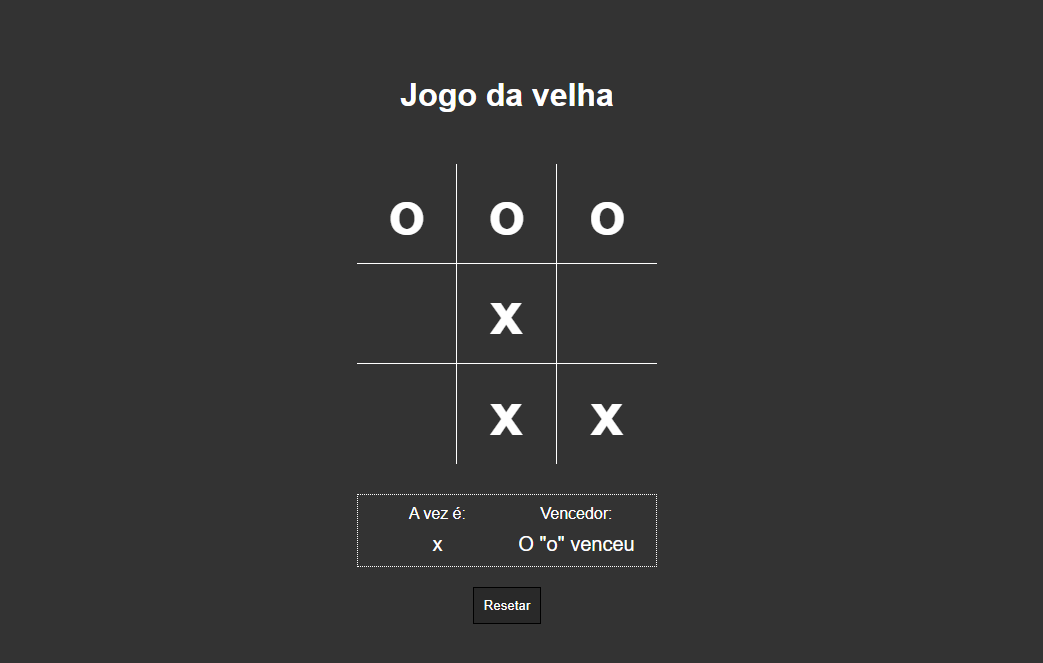 Jogo da velha
o o o
x
x x
A vez é: Vencedor:
x O "o" venceu
Resetar